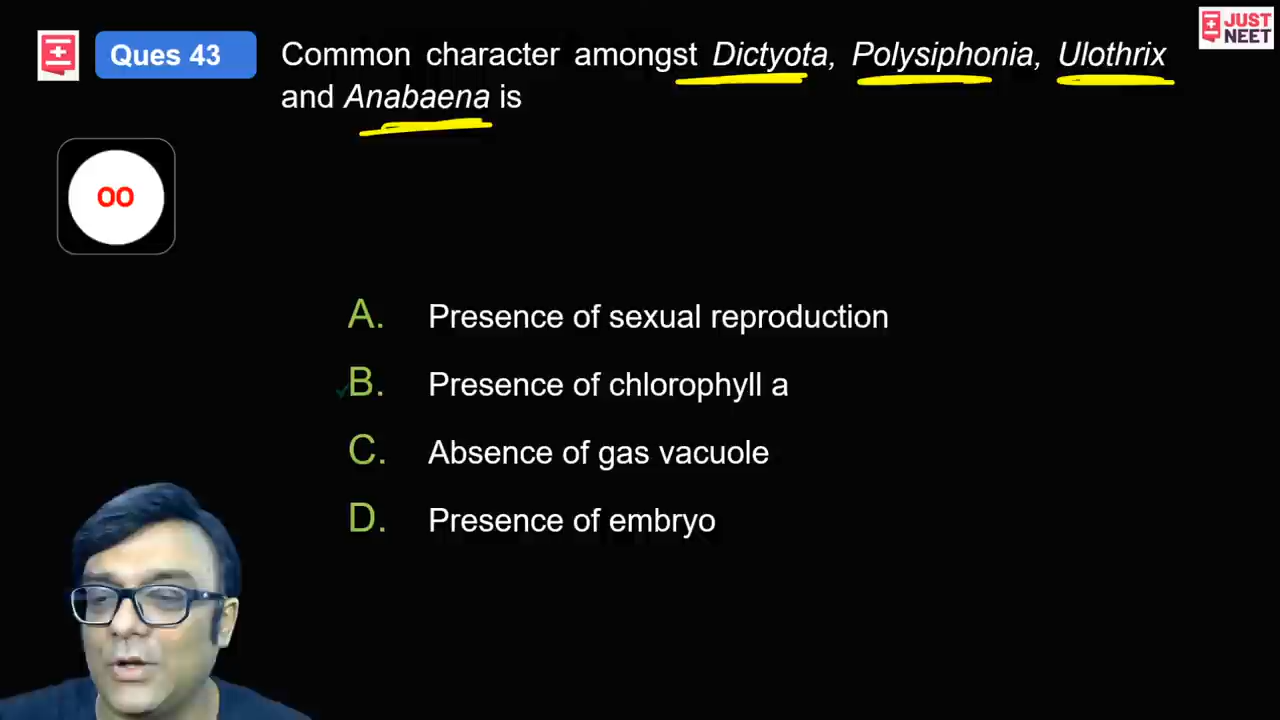 JUST
NEET
Ques 43
Common character amongst Dictyota, Polysiphonia, Ulothrix
and Anabaena is
00
A. Presence of sexual reproduction
B. Presence of chlorophyll a
C. Absence of gas vacuole
D. Presence of embryo